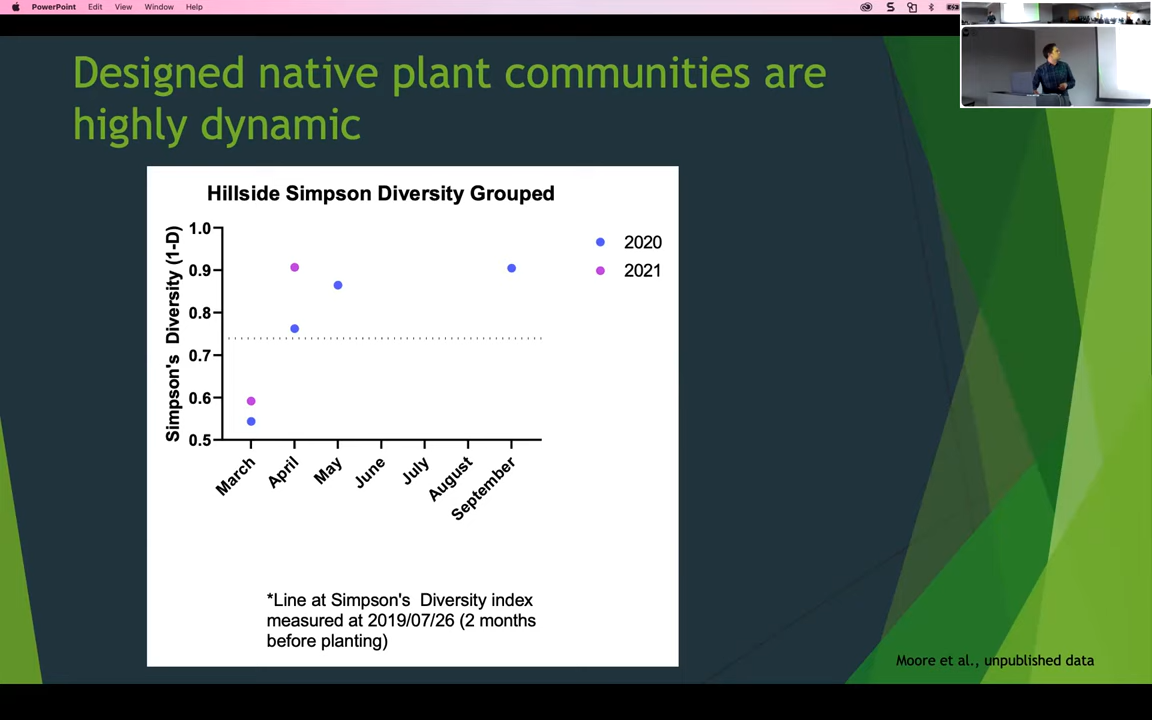 PowerPoint Edit View Window Help
Designed native plant communities are
highly dynamic
Hillside Simpson Diversity Grouped
Simpson's Diversity (1-D)
1.0
0.9
0.8
0.7
0.6
0.5
March
April
May
June
July
August
September
2020
2021
*Line at Simpson's Diversity index
measured at 2019/07/26 (2 months
before planting)
Moore et al., unpublished data